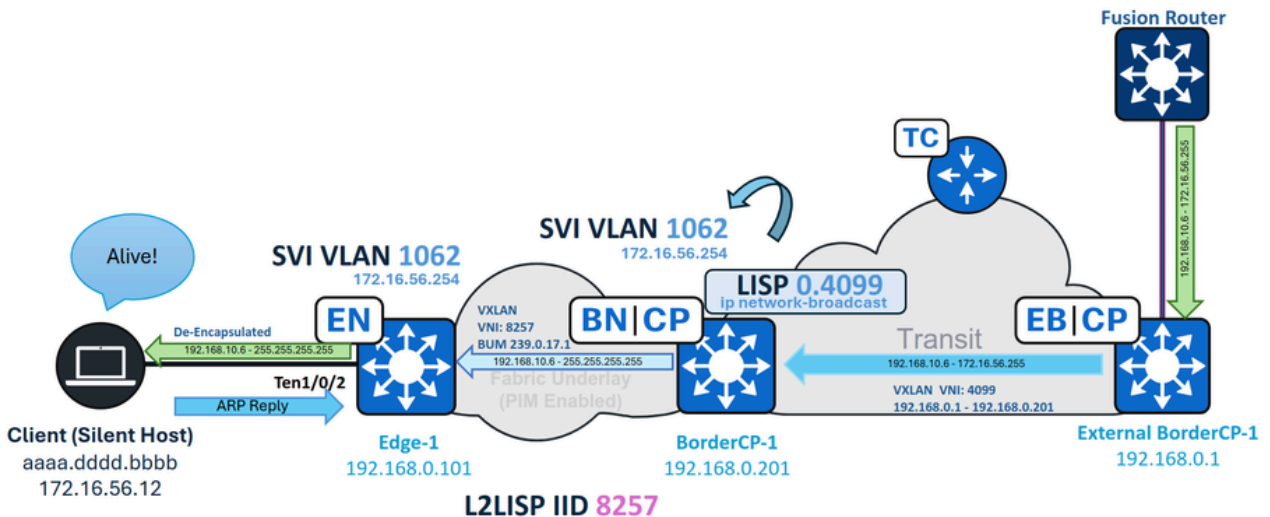 Fusion Router
192.168.10.6 - 172.16.56.255
TC
SVI VLAN 1062
172.16.56.254
SVI VLAN 1062
172.16.56.254
Alive!
LISP 0.4099
ip network-broadcast
EN
VXLAN
VNI: 8257
BUM 239.0.17.1
BN|CP
EB|CP
Transit
De-Encapsulated
192.168.10.6 - 255.255.255.255
192.168.10.6 - 255.255.255.255
192.168.10.6 - 172.16.56.255
Fabric Underlay
(PIM Enabled)
Ten1/0/2
ARP Reply
VXLAN VNI: 4099
192.168.0.1 - 192.168.0.201
Client (Silent Host)
aaaa.dddd.bbbb
172.16.56.12
Edge-1
192.168.0.101
BorderCP-1
192.168.0.201
External BorderCP-1
192.168.0.1
L2LISP IID 8257